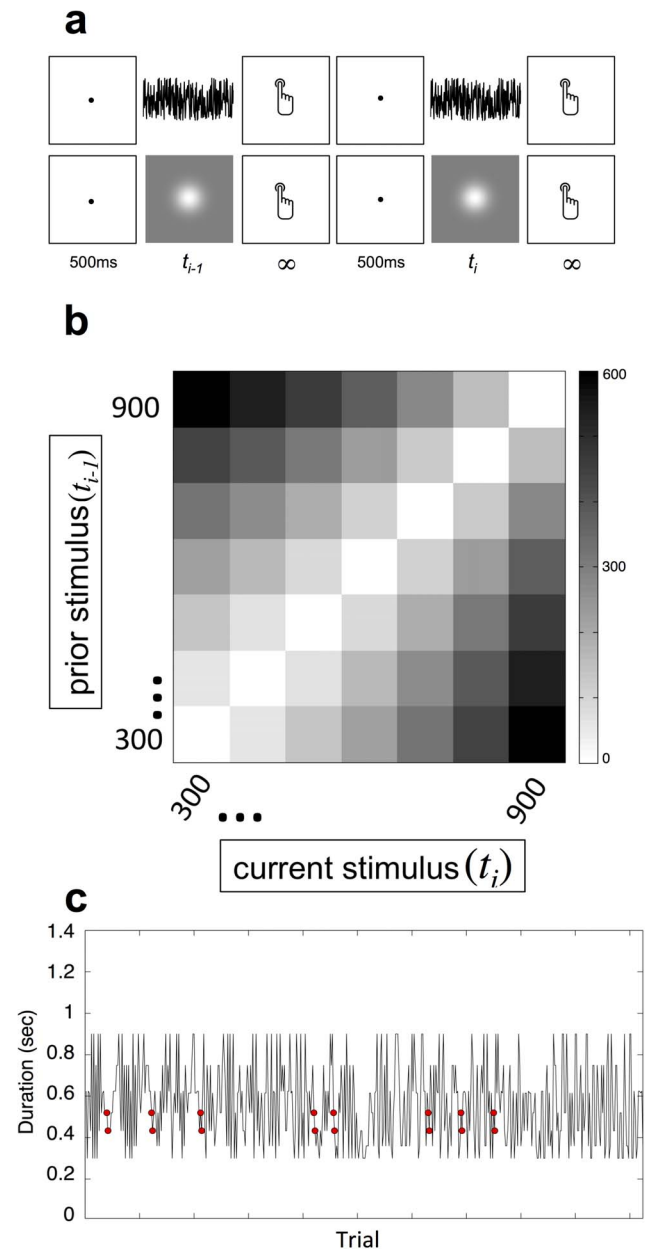 a
500ms t_{i-1} ∞ 500ms t_i ∞
b
900
300
prior stimulus (t_{i-1})
600
300
0
300
900
current stimulus (t_i)
c
1.4
1.2
1
0.8
0.6
0.4
0.2
0
Duration (sec)
Trial